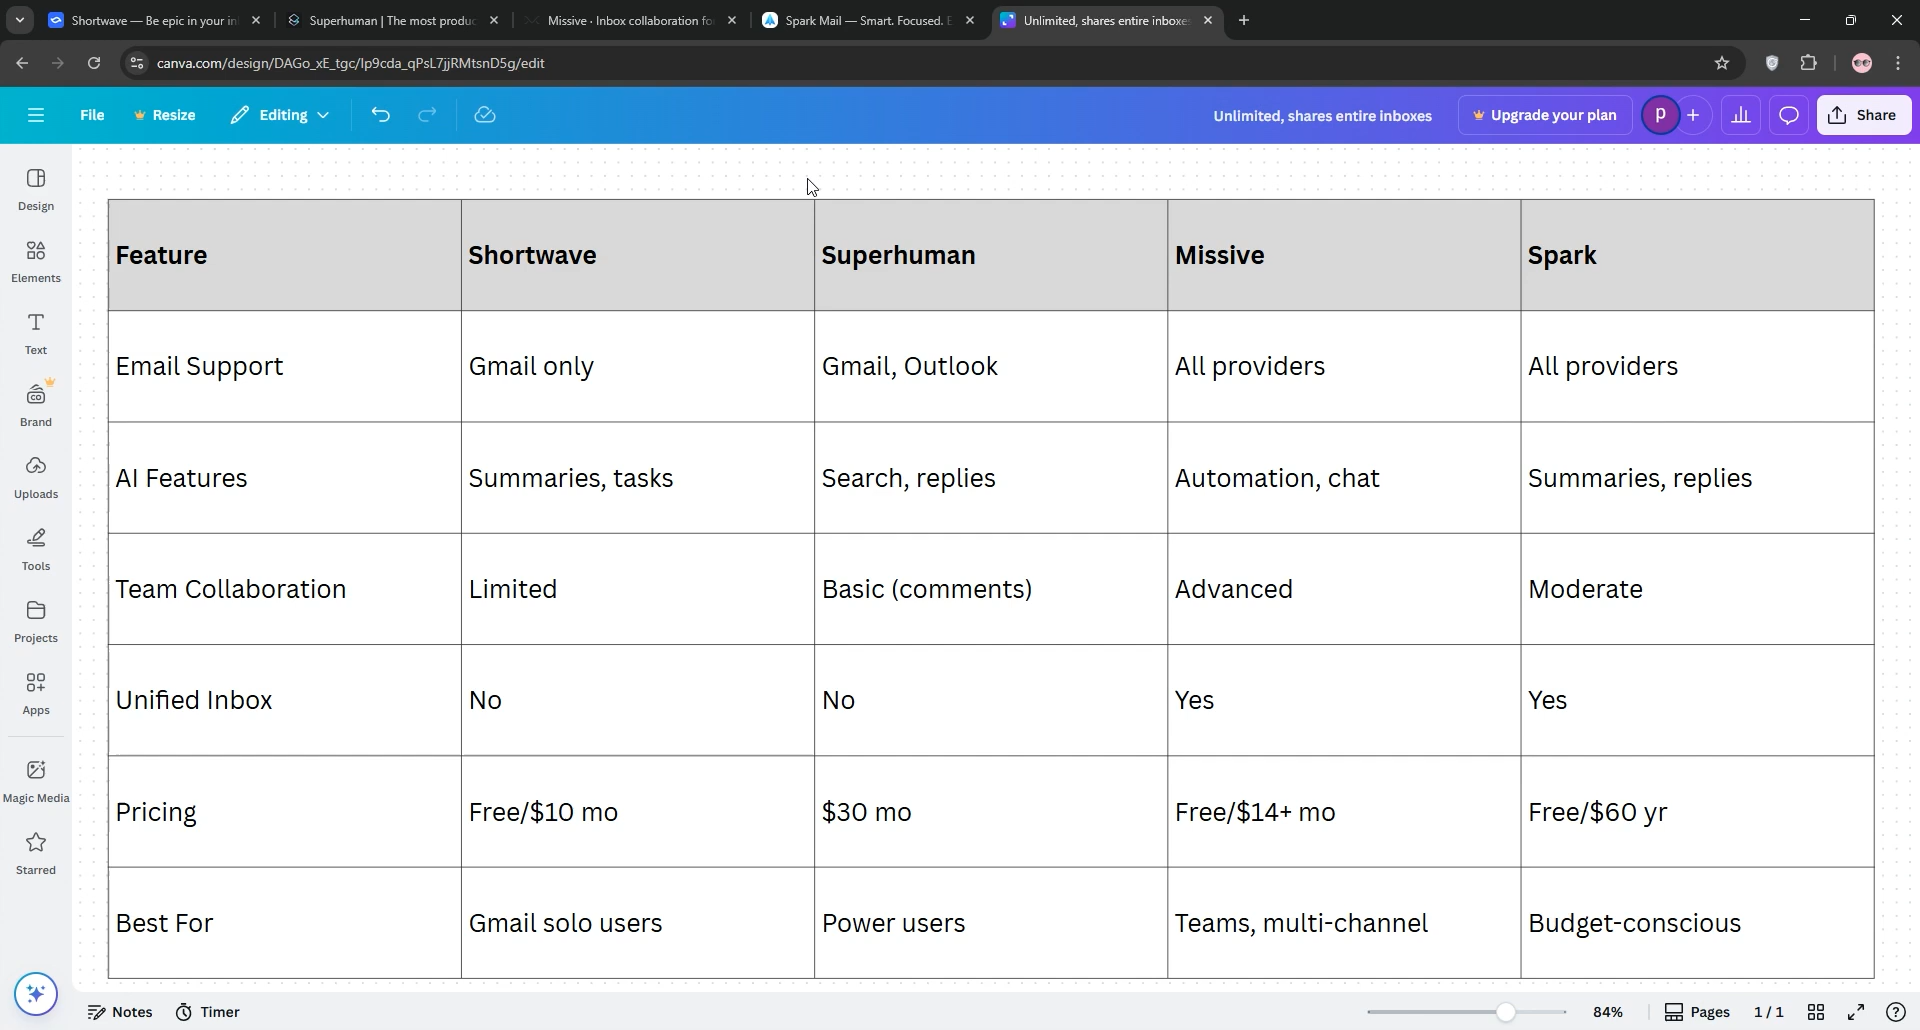 Shortwave — Be epic in your in
Superhuman | The most produc
Missive · Inbox collaboration fo
Spark Mail — Smart. Focused. E
Unlimited, shares entire inboxes
canva.com/design/DAGo_xE_tgc/lp9cda_qPsL7jjRMtsnD5g/edit
File
Resize
Editing
Unlimited, shares entire inboxes
Upgrade your plan
P
Share
Design
Elements
Text
Brand
Uploads
Tools
Projects
Apps
Magic Media
Starred
Feature Shortwave Superhuman Missive Spark
Email Support Gmail only Gmail, Outlook All providers All providers
AI Features Summaries, tasks Search, replies Automation, chat Summaries, replies
Team Collaboration Limited Basic (comments) Advanced Moderate
Unified Inbox No No Yes Yes
Pricing Free/$10 mo $30 mo Free/$14+ mo Free/$60 yr
Best For Gmail solo users Power users Teams, multi-channel Budget-conscious
Notes Timer 84% Pages 1 / 1